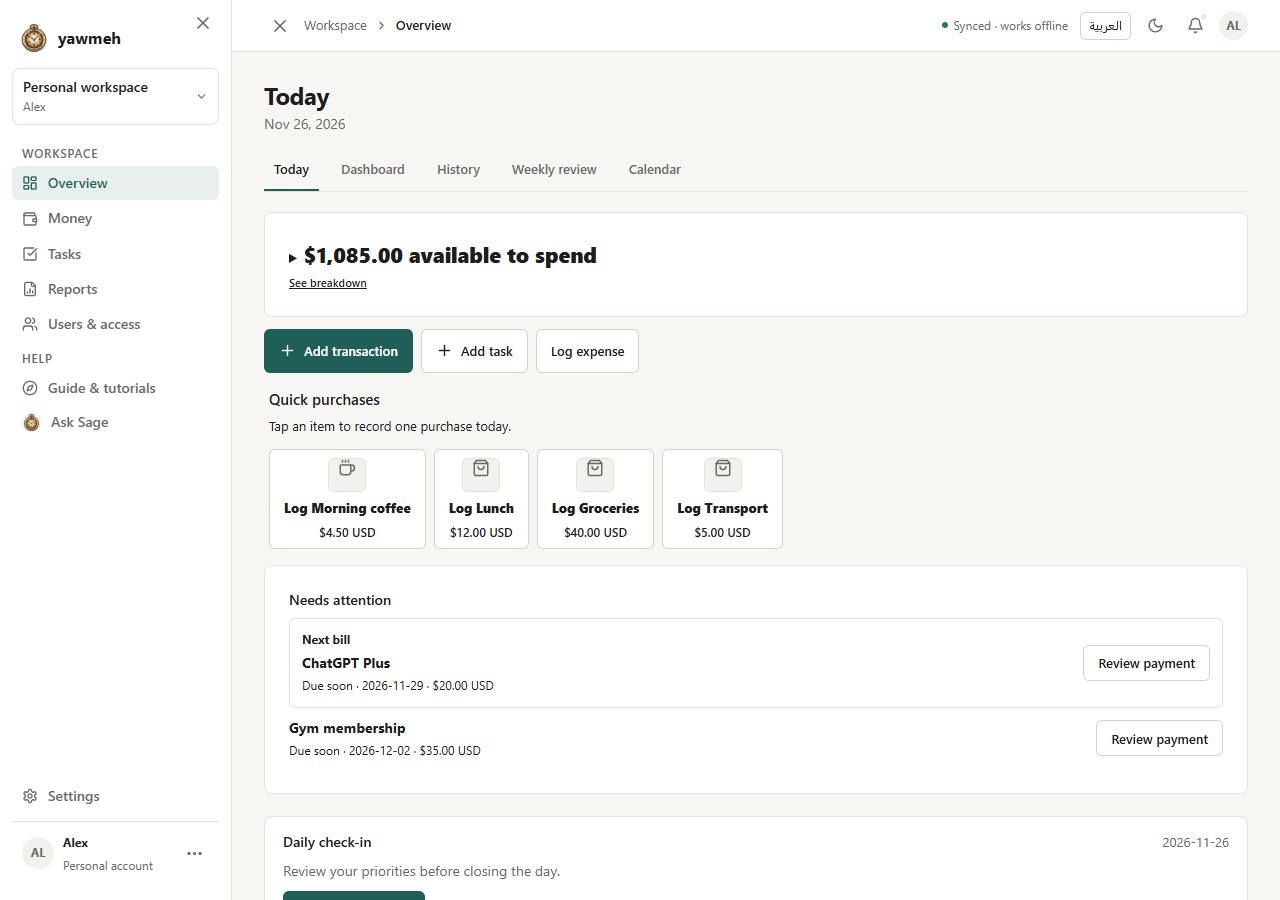 yawmeh
Personal workspace
Alex
WORKSPACE
Overview
Money
Tasks
Reports
Users & access
HELP
Guide & tutorials
Ask Sage
Settings
AL
Alex
Personal account
Workspace > Overview
Synced · works offline
العربية
AL
Today
Nov 26, 2026
Today Dashboard History Weekly review Calendar
$1,085.00 available to spend
See breakdown
Add transaction
Add task
Log expense
Quick purchases
Tap an item to record one purchase today.
Log Morning coffee
$4.50 USD
Log Lunch
$12.00 USD
Log Groceries
$40.00 USD
Log Transport
$5.00 USD
Needs attention
Next bill
ChatGPT Plus
Due soon · 2026-11-29 · $20.00 USD
Review payment
Gym membership
Due soon · 2026-12-02 · $35.00 USD
Review payment
Daily check-in
2026-11-26
Review your priorities before closing the day.